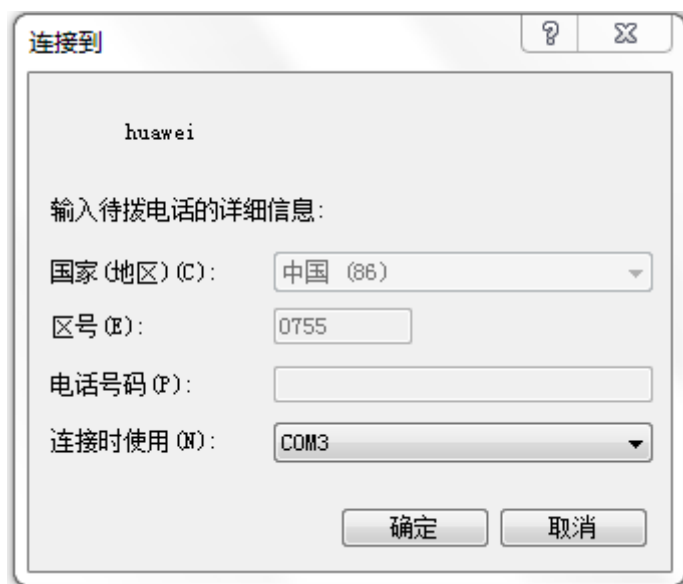 连接到
huawei
输入待拨电话的详细信息:
国家(地区)(C): 中国 (86)
区号(E): 0755
电话号码(P):
连接时使用(N): COM3
确定 取消